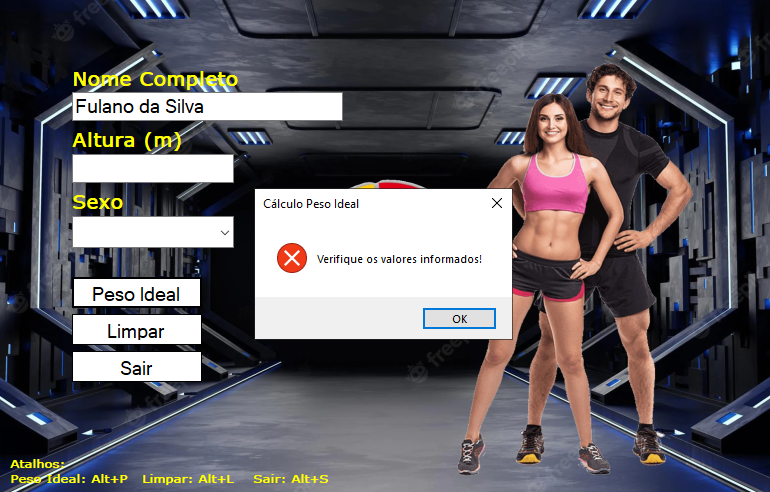 Nome Completo
Fulano da Silva
Altura (m)
Sexo
Cálculo Peso Ideal
Verifique os valores informados!
OK
Peso Ideal
Limpar
Sair
Atalhos:
Peso Ideal: Alt+P Limpar: Alt+L Sair: Alt+S